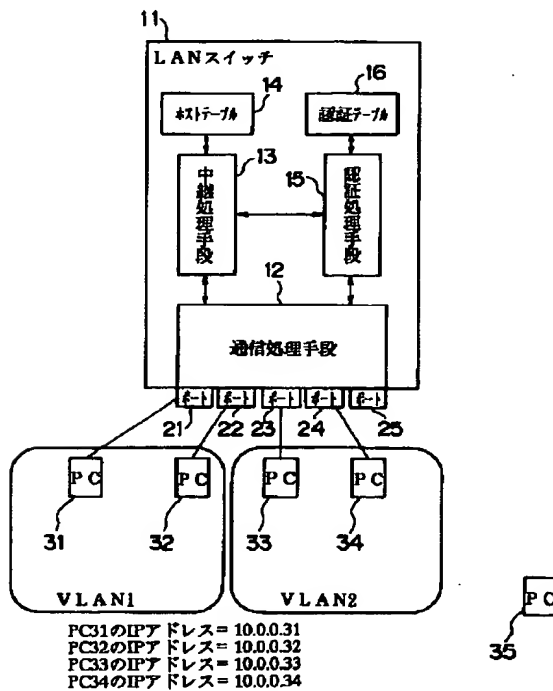 11
LANスイッチ
14
16
ホストテーブル
認証テーブル
13
15
中継処理手段
認証処理手段
12
通信処理手段
ポート ポート ポート ポート ポート
21 22 23 24 25
PC PC PC PC
31 32 33 34
VLAN1 VLAN2
PC
35
PC31のIPアドレス= 10.0.0.31
PC32のIPアドレス= 10.0.0.32
PC33のIPアドレス= 10.0.0.33
PC34のIPアドレス= 10.0.0.34